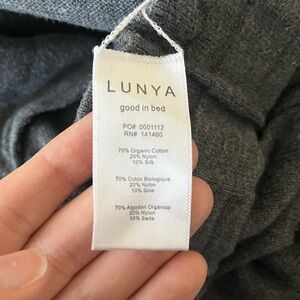 LUNYA
good in bed
PO# 0001112
RN# 141460
70% Organic Cotton
20% Nylon
10% Silk
70% Coton Biologique
20% Nylon
10% Soie
70% Algodón Orgánico
20% Nylon
10% Seda